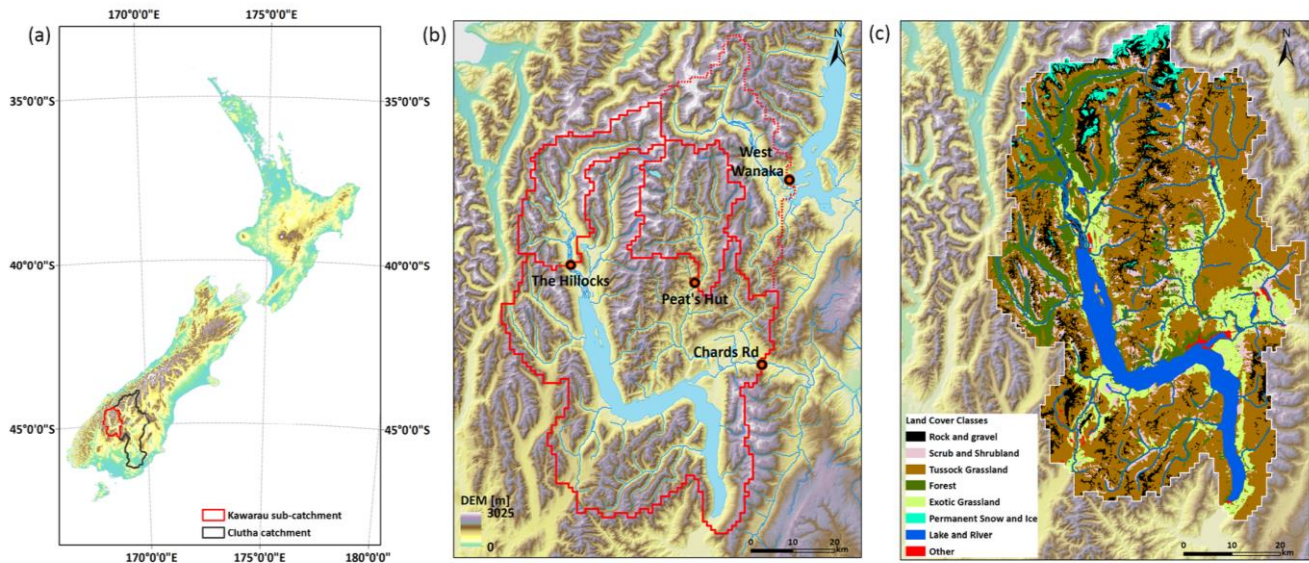 (a)
170°0'0"E
175°0'0"E
35°0'0"S
40°0'0"S
45°0'0"S
35°0'0"S
40°0'0"S
45°0'0"S
Kawarau sub-catchment
Clutha catchment
170°0'0"E
175°0'0"E
180°0'0"E
(b)
N
West
Wanaka
The Hillocks
Peat's Hut
Chards Rd
DEM [m]
3025
0
0
10
20
km
(c)
N
Land Cover Classes
Rock and gravel
Scrub and Shrubland
Tussock Grassland
Forest
Exotic Grassland
Permanent Snow and Ice
Lake and River
Other
0
10
20
km